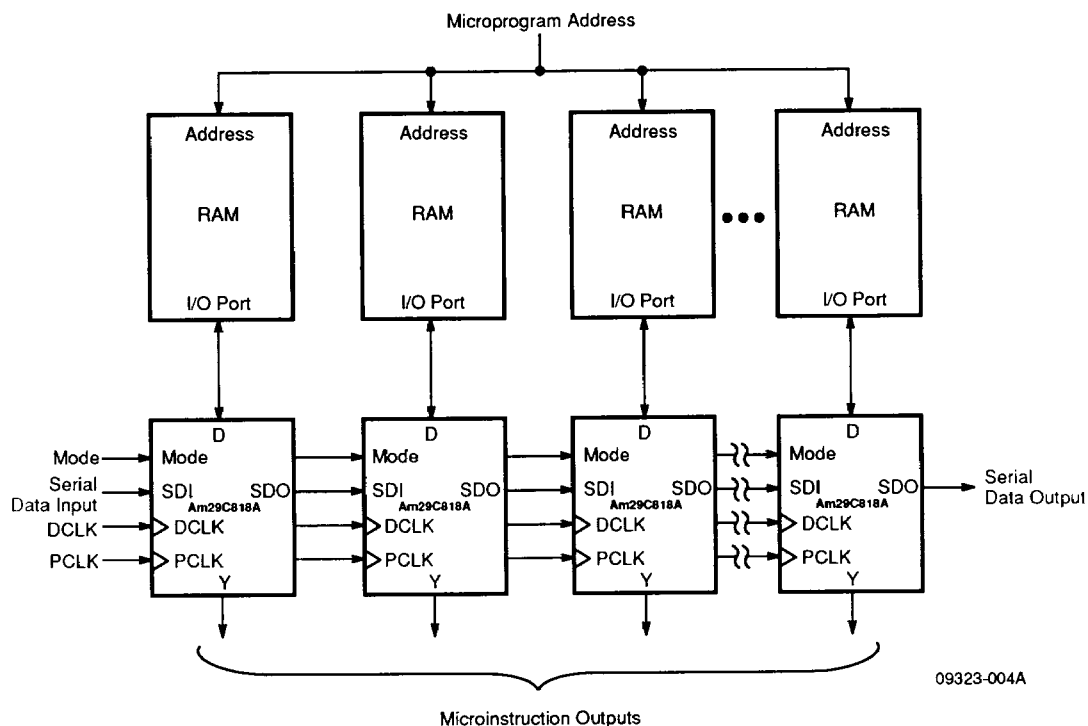 Microprogram Address
Address
Address
Address
Address
RAM
RAM
RAM
RAM
I/O Port
I/O Port
I/O Port
I/O Port
D
D
D
D
Mode
Mode
Mode
Mode
Mode
Serial
Data Input
SDI
SDO
SDI
SDO
SDI
SDO
SDI
SDO
Serial
Data Output
Am29C818A
Am29C818A
Am29C818A
Am29C818A
DCLK
DCLK
DCLK
DCLK
DCLK
PCLK
PCLK
PCLK
PCLK
PCLK
Y
Y
Y
Y
09323-004A
Microinstruction Outputs